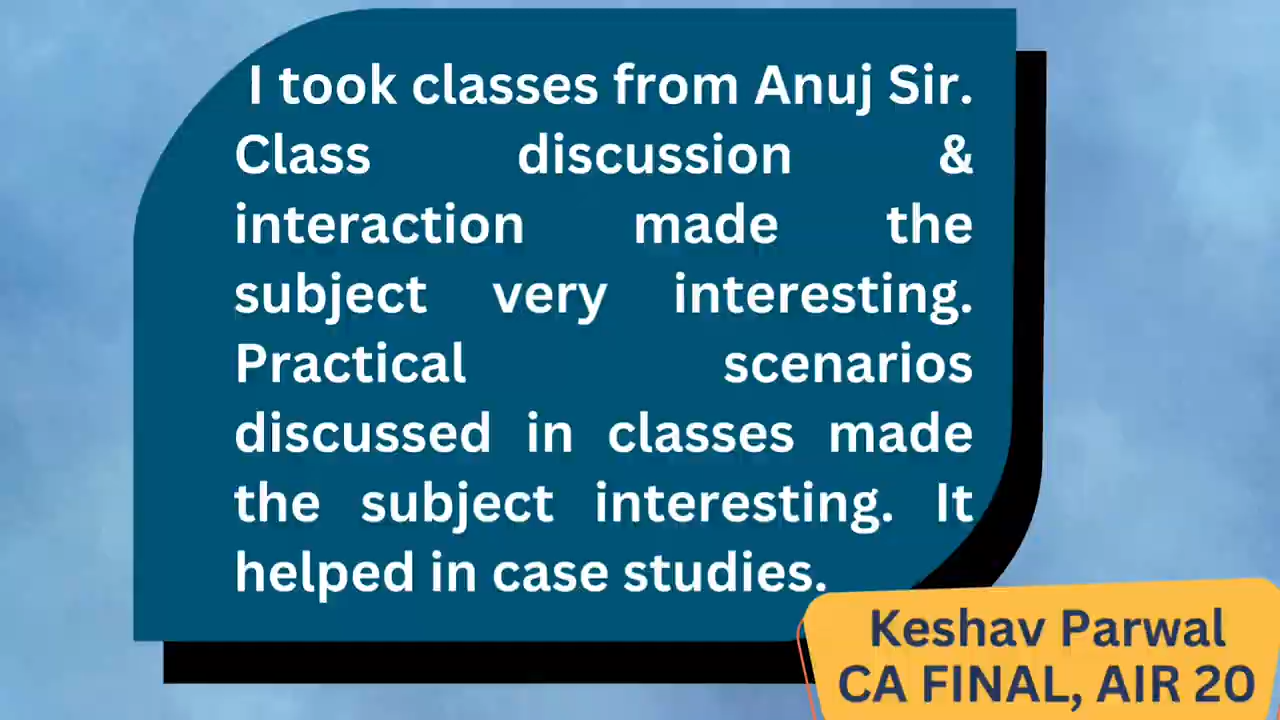 I took classes from Anuj Sir.
Class discussion &
interaction made the
subject very interesting.
Practical scenarios
discussed in classes made
the subject interesting. It
helped in case studies.
Keshav Parwal
CA FINAL, AIR 20